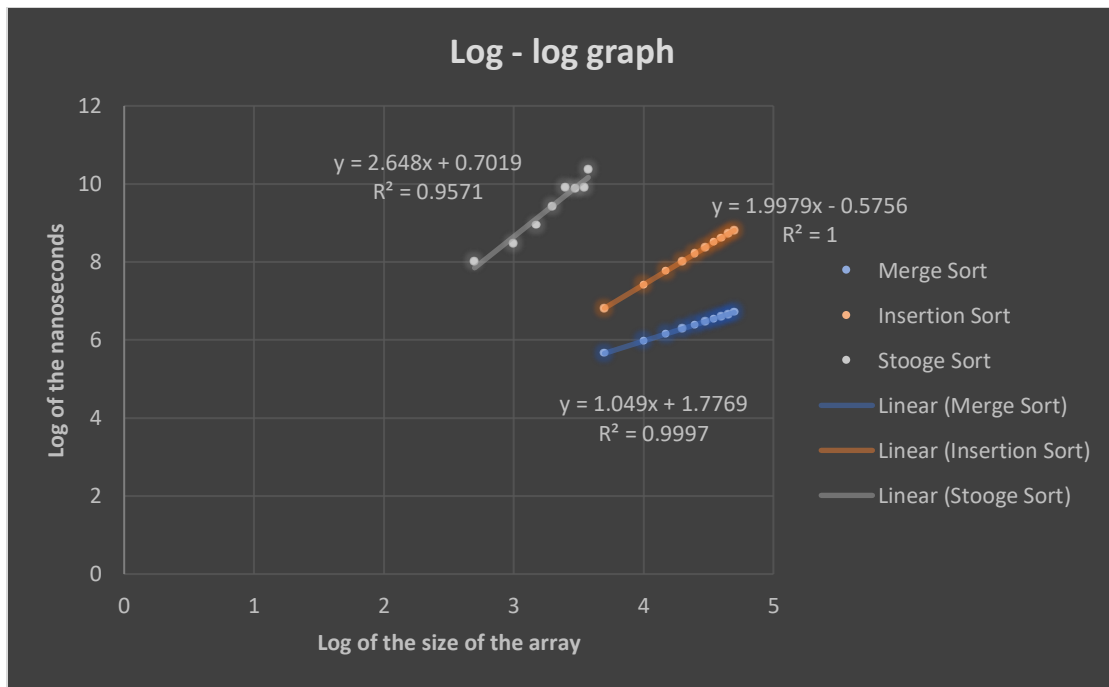 Log - log graph
Log of the nanoseconds
12
10
8
6
4
2
0
y = 2.648x + 0.7019
R² = 0.9571
y = 1.9979x - 0.5756
R² = 1
y = 1.049x + 1.7769
R² = 0.9997
0 1 2 3 4 5
Log of the size of the array
Merge Sort
Insertion Sort
Stooge Sort
Linear (Merge Sort)
Linear (Insertion Sort)
Linear (Stooge Sort)